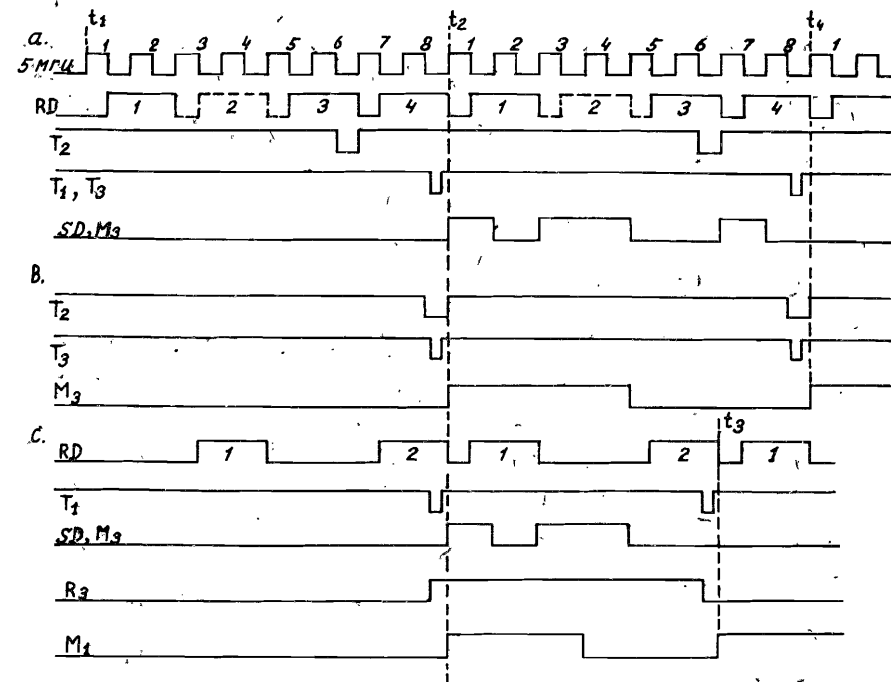 t₁ t₂ t₄
a. 1 2 3 4 5 6 7 8 1 2 3 4 5 6 7 8 1
5 мгц
RD 1 2 3 4 1 2 3 4
T₂
T₁, T₃
SD, M₃
B.
T₂
T₃
M₃
C. t₃
RD 1 2 1 2 1
T₁
SD, M₃
R₃
M₁